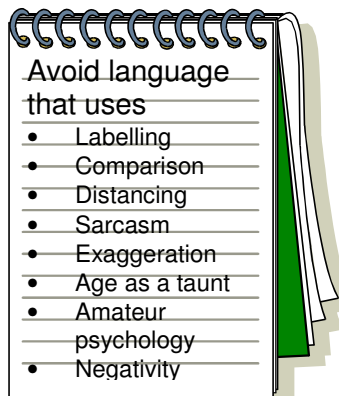 Avoid language
that uses
• Labelling
• Comparison
• Distancing
• Sarcasm
• Exaggeration
• Age as a taunt
• Amateur
psychology
• Negativity